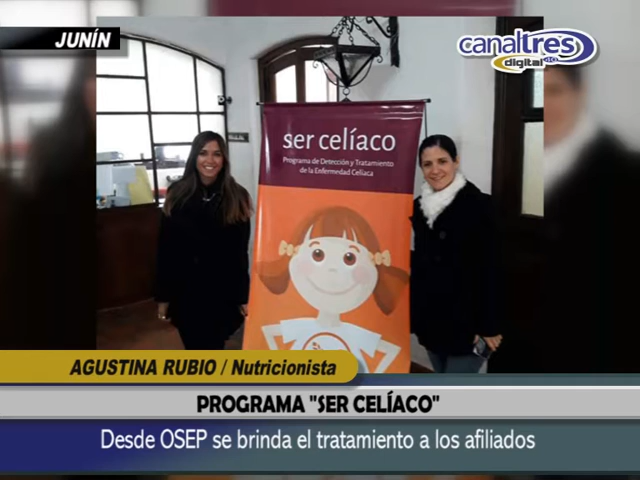 JUNÍN
canaltres
digital
ser celíaco
Programa de Detección y Tratamiento
de la Enfermedad Celíaca
AGUSTINA RUBIO / Nutricionista
PROGRAMA "SER CELÍACO"
Desde OSEP se brinda el tratamiento a los afiliados